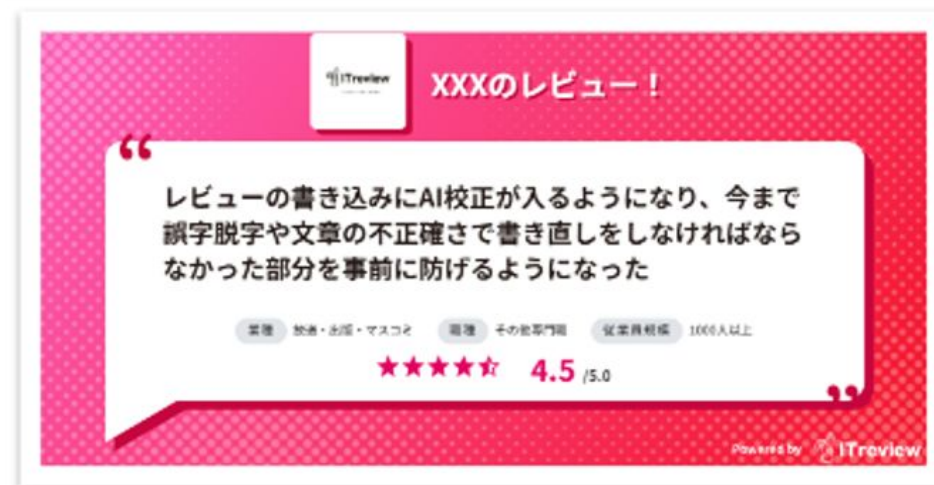 ITreview
XXXのレビュー！
“
レビューの書き込みにAI校正が入るようになり、今まで
誤字脱字や文章の不正確さで書き直しをしなければなら
なかった部分を事前に防げるようになった
業種 放送・出版・マスコミ 職種 その他専門職 従業員規模 1000人以上
4.5 /5.0
”
Powered by ITreview